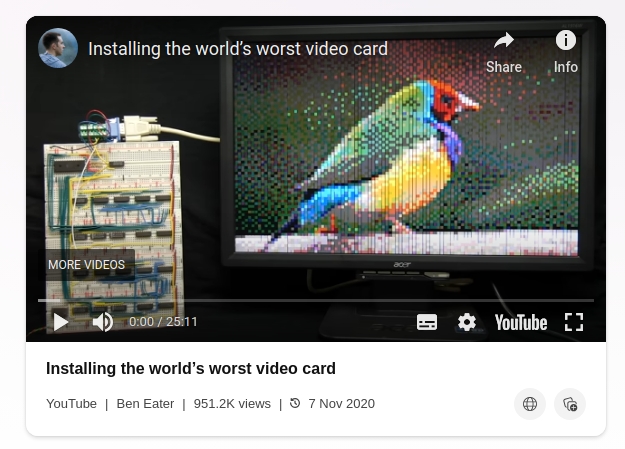 Installing the world’s worst video card
Share
Info
MORE VIDEOS
acer
0:00 / 25:11
YouTube
Installing the world’s worst video card
YouTube | Ben Eater | 951.2K views | 7 Nov 2020